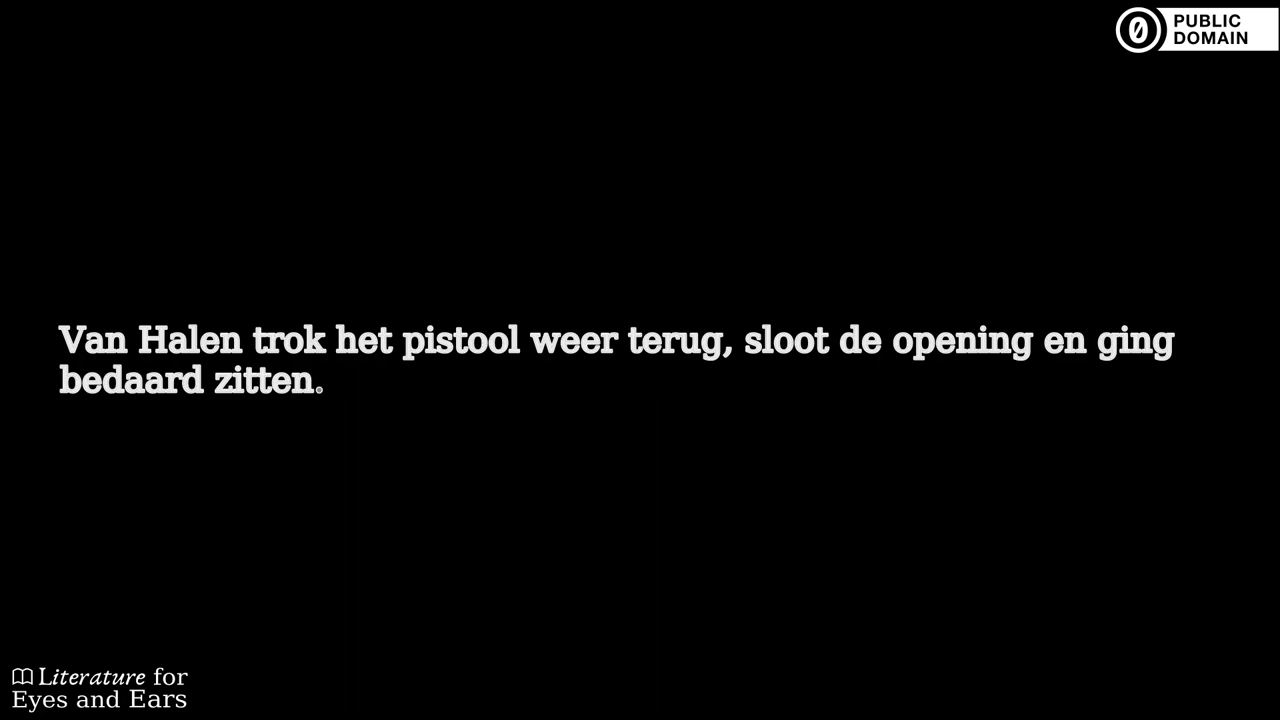 PUBLIC
DOMAIN
Van Halen trok het pistool weer terug, sloot de opening en ging
bedaard zitten.
Literature for
Eyes and Ears